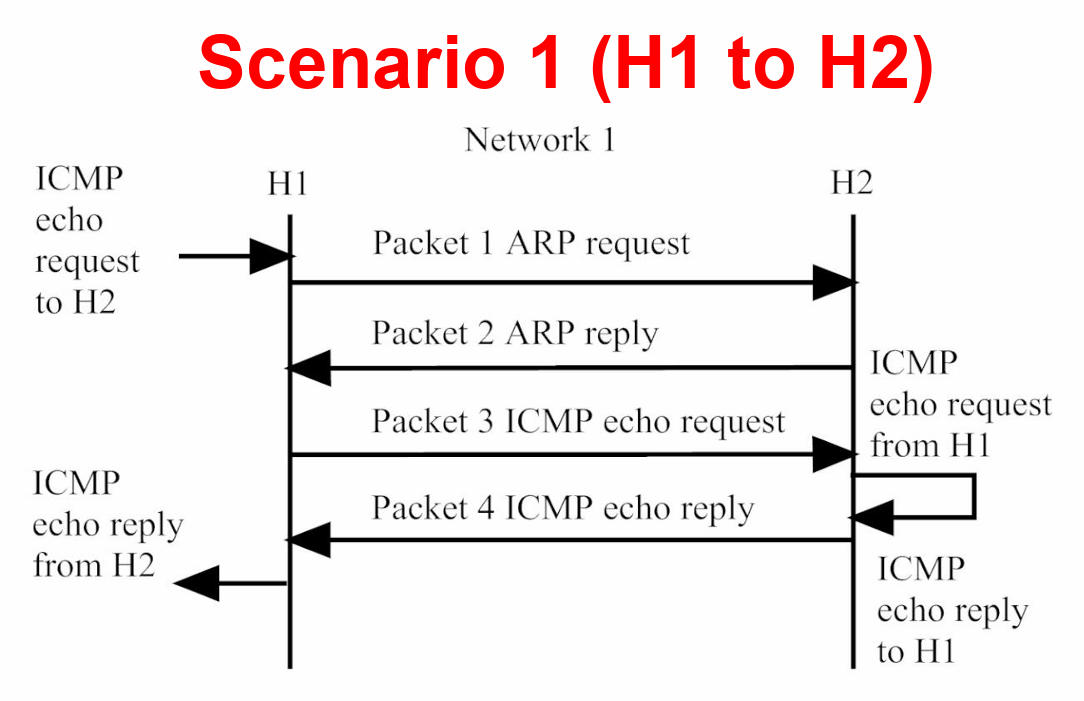 Scenario 1 (H1 to H2)
Network 1
ICMP
echo
request
to H2
H1
H2
Packet 1 ARP request
Packet 2 ARP reply
ICMP
echo request
from H1
Packet 3 ICMP echo request
ICMP
echo reply
from H2
Packet 4 ICMP echo reply
ICMP
echo reply
to H1